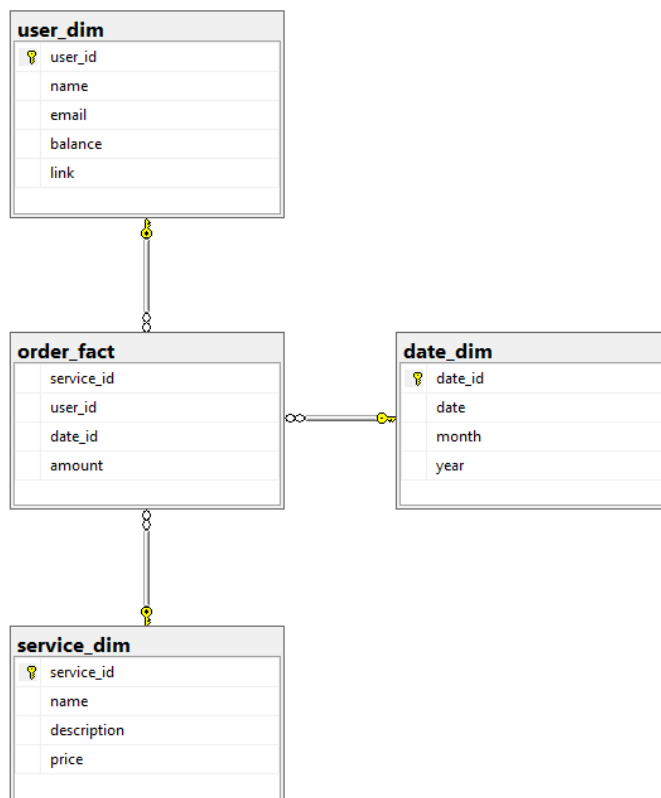 user_dim
user_id
name
email
balance
link
order_fact
service_id
user_id
date_id
amount
date_dim
date_id
date
month
year
service_dim
service_id
name
description
price